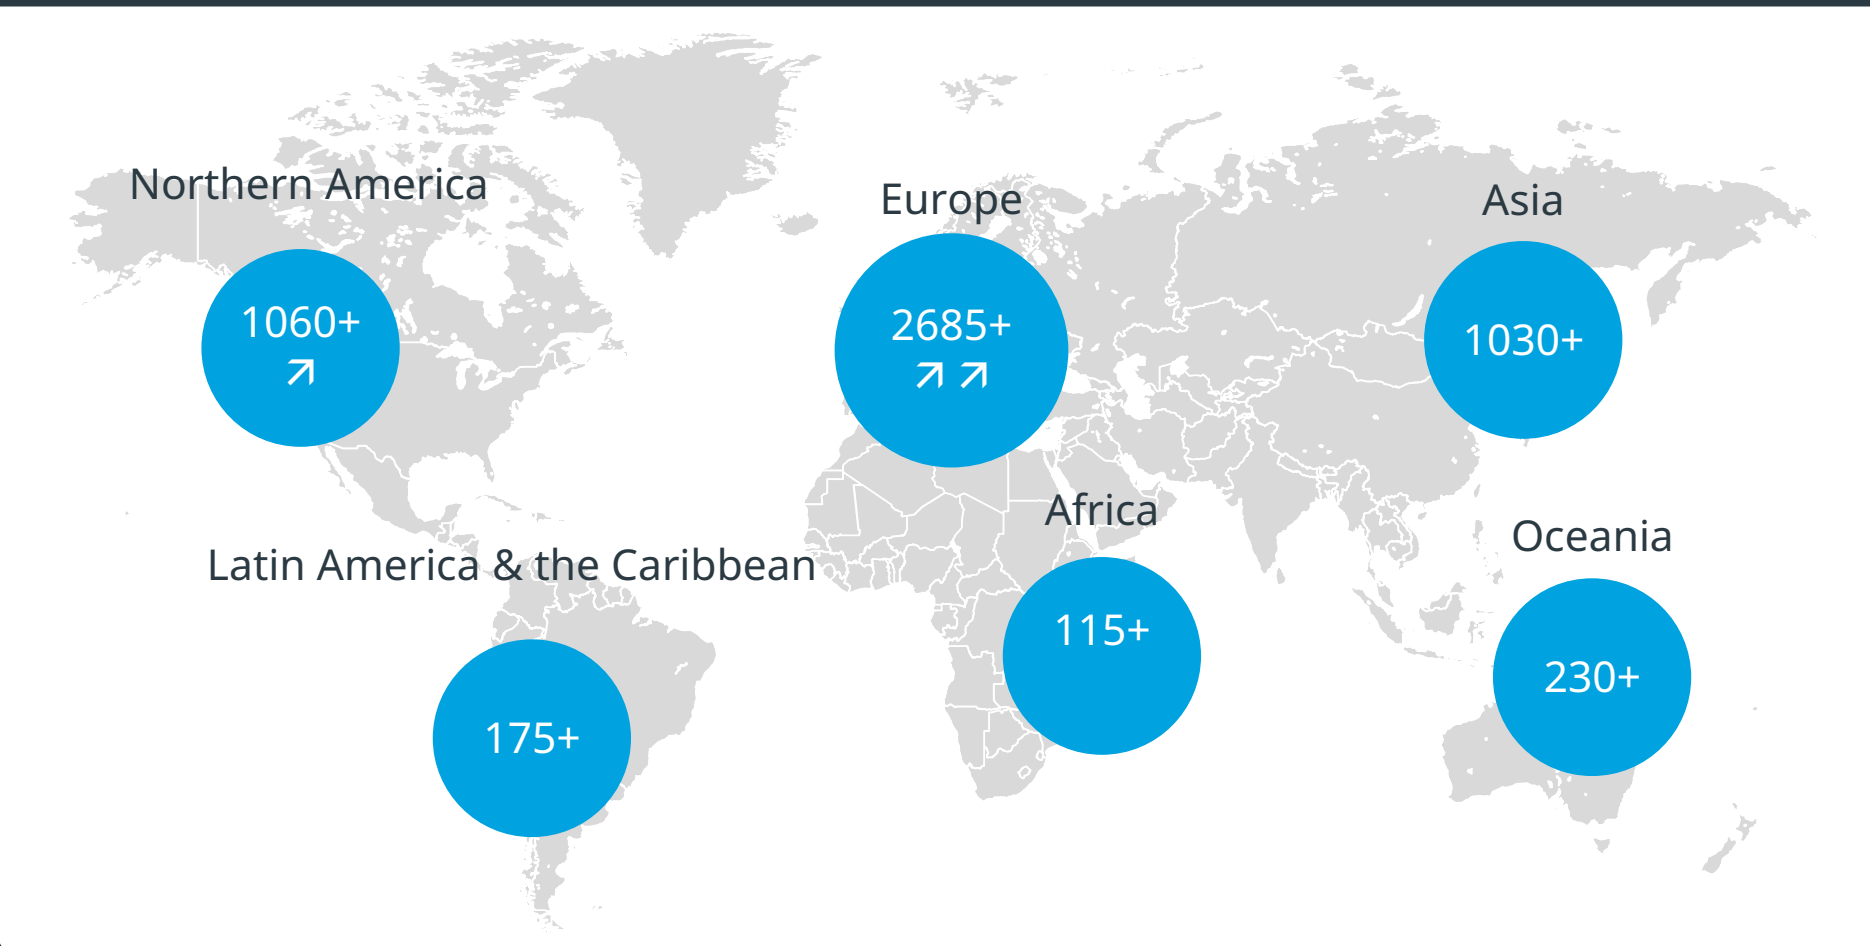 Northern America
1060+
↗
Europe
2685+
↗ ↗
Asia
1030+
Latin America & the Caribbean
175+
Africa
115+
Oceania
230+